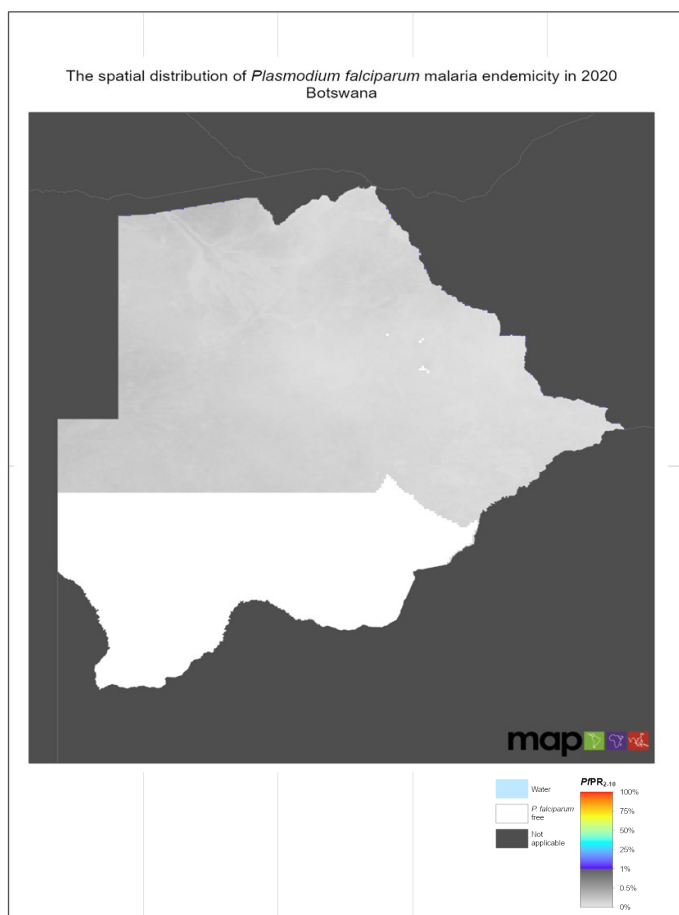 The spatial distribution of Plasmodium falciparum malaria endemicity in 2020
Botswana
map
Water
P. falciparum
free
Not
applicable
PfPR2-10
100%
75%
50%
25%
1%
0.5%
0%